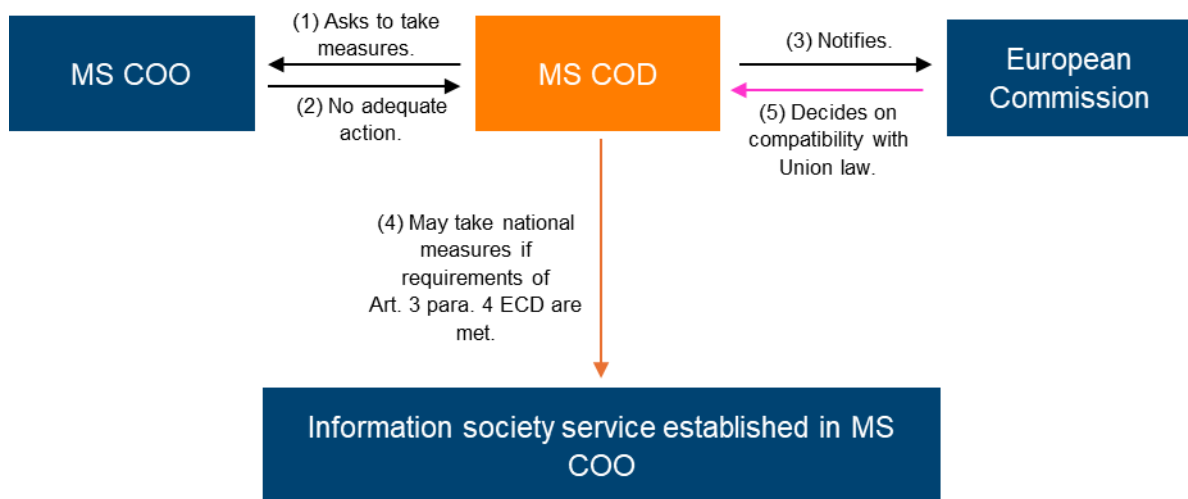 (1) Asks to take
measures.
MS COO
(2) No adequate
action.
MS COD
(3) Notifies.
European
Commission
(5) Decides on
compatibility with
Union law.
(4) May take national
measures if
requirements of
Art. 3 para. 4 ECD are
met.
Information society service established in MS
COO